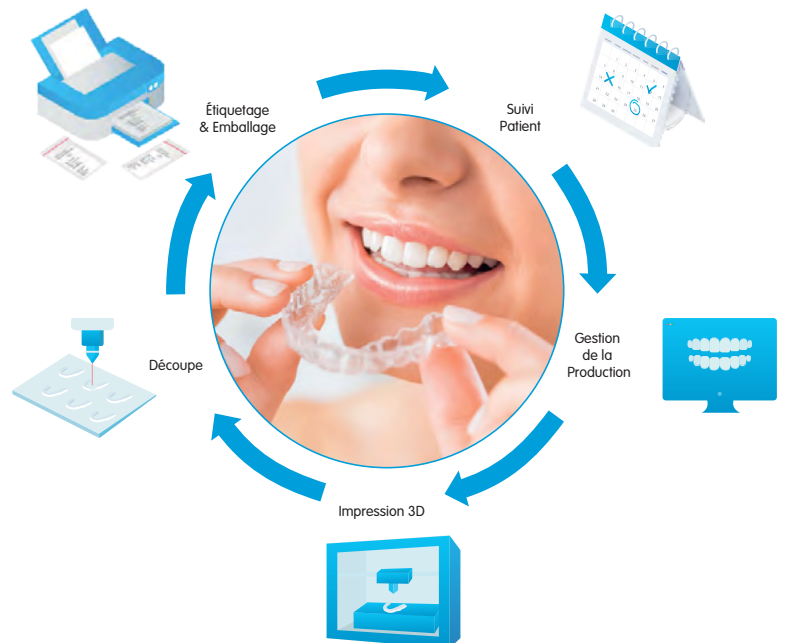 Étiquetage
& Emballage
Suivi
Patient
Gestion
de la
Production
Découpe
Impression 3D